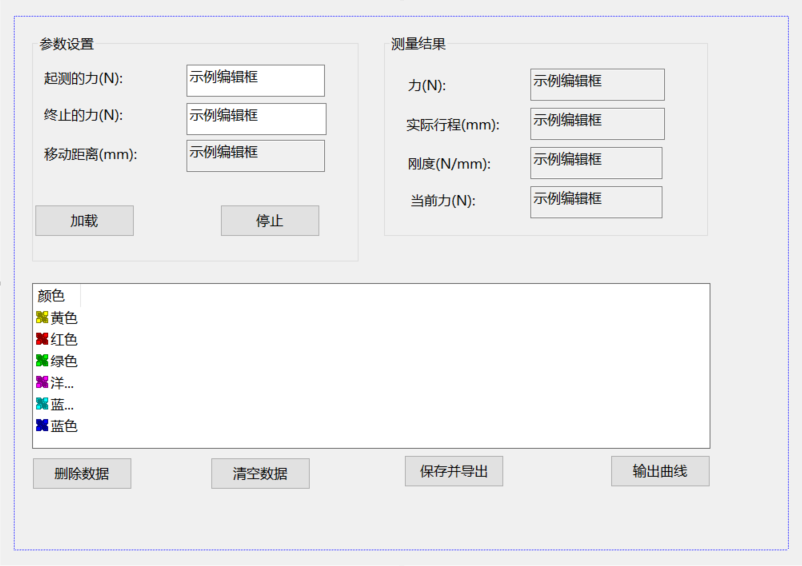 参数设置
起测的力(N): 示例编辑框
终止的力(N): 示例编辑框
移动距离(mm): 示例编辑框
加载 停止
测量结果
力(N): 示例编辑框
实际行程(mm): 示例编辑框
刚度(N/mm): 示例编辑框
当前力(N): 示例编辑框
颜色
黄色
红色
绿色
洋...
蓝...
蓝色
删除数据 清空数据 保存并导出 输出曲线